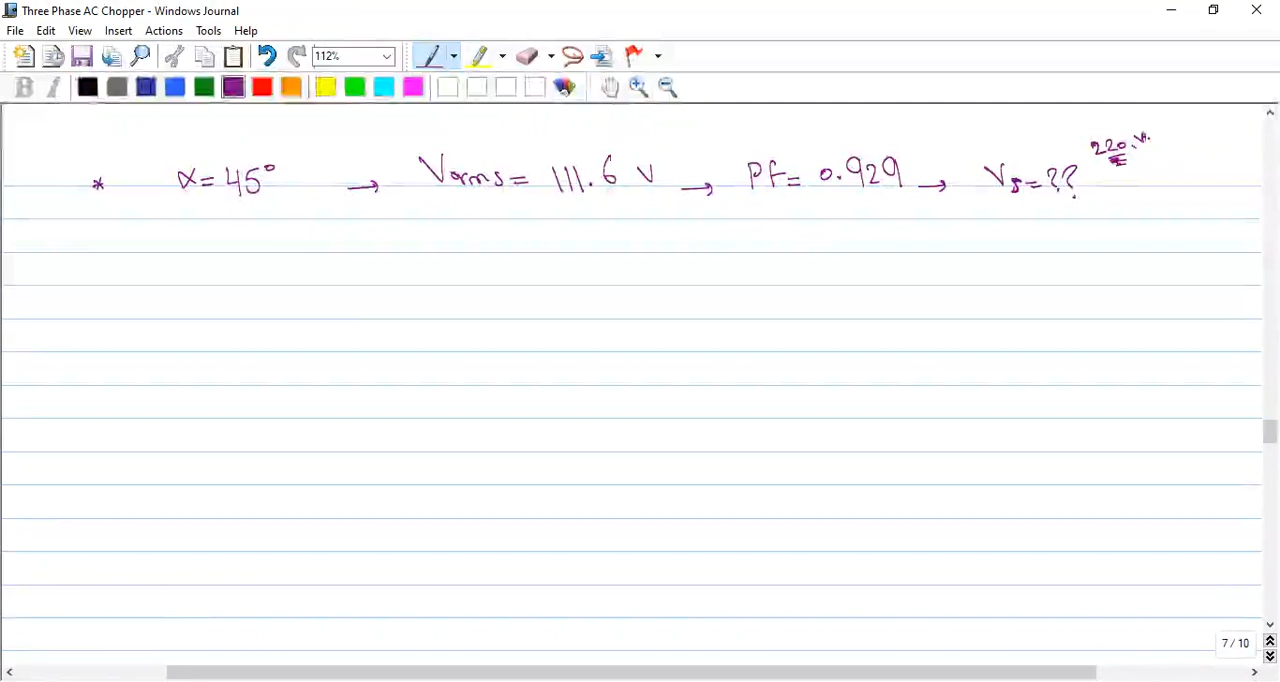 Three Phase AC Chopper - Windows Journal
File Edit View Insert Actions Tools Help
112%
B I
220 V.
* α = 45° → Vorms = 111.6 V → PF = 0.929 → Vs = ??
7 / 10